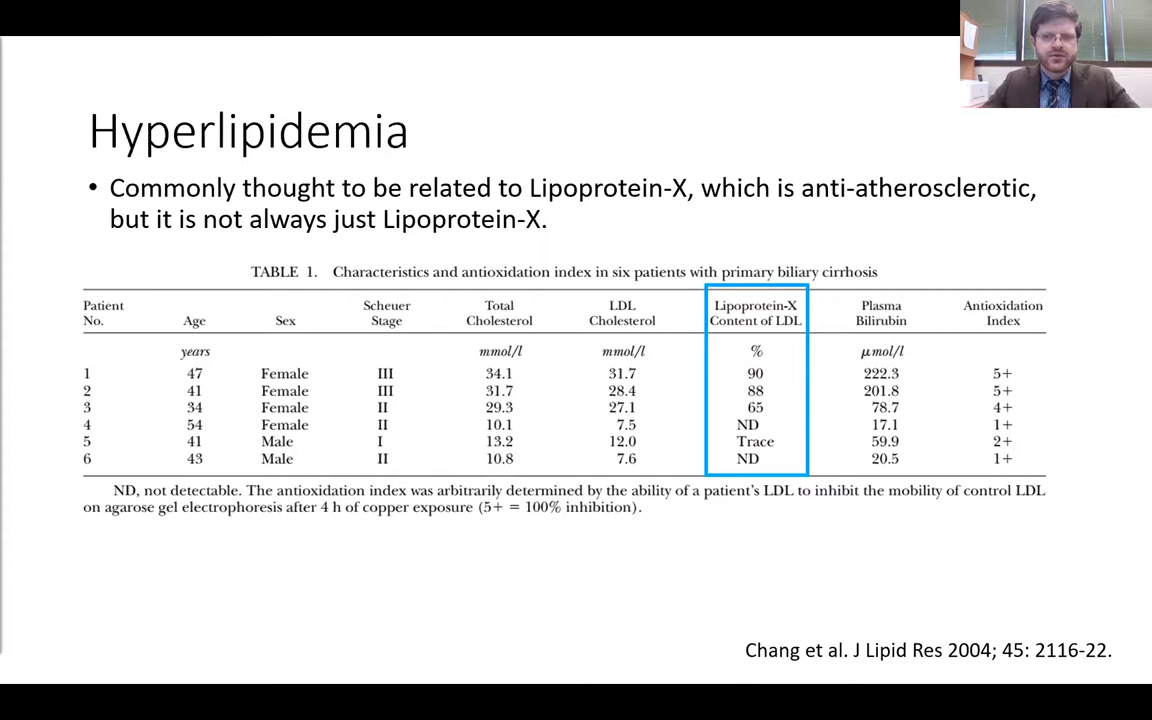 Hyperlipidemia
• Commonly thought to be related to Lipoprotein-X, which is anti-atherosclerotic,
but it is not always just Lipoprotein-X.
TABLE 1. Characteristics and antioxidation index in six patients with primary biliary cirrhosis
Patient No. Age Sex Scheuer Stage Total Cholesterol LDL Cholesterol Lipoprotein-X Content of LDL Plasma Bilirubin Antioxidation Index
years mmol/l mmol/l % μmol/l
1 47 Female III 34.1 31.7 90 222.3 5+
2 41 Female III 31.7 28.4 88 201.8 5+
3 34 Female II 29.3 27.1 65 78.7 4+
4 54 Female II 10.1 7.5 ND 17.1 1+
5 41 Male I 13.2 12.0 Trace 59.9 2+
6 43 Male II 10.8 7.6 ND 20.5 1+
ND, not detectable. The antioxidation index was arbitrarily determined by the ability of a patient's LDL to inhibit the mobility of control LDL
on agarose gel electrophoresis after 4 h of copper exposure (5+ = 100% inhibition).
Chang et al. J Lipid Res 2004; 45: 2116-22.